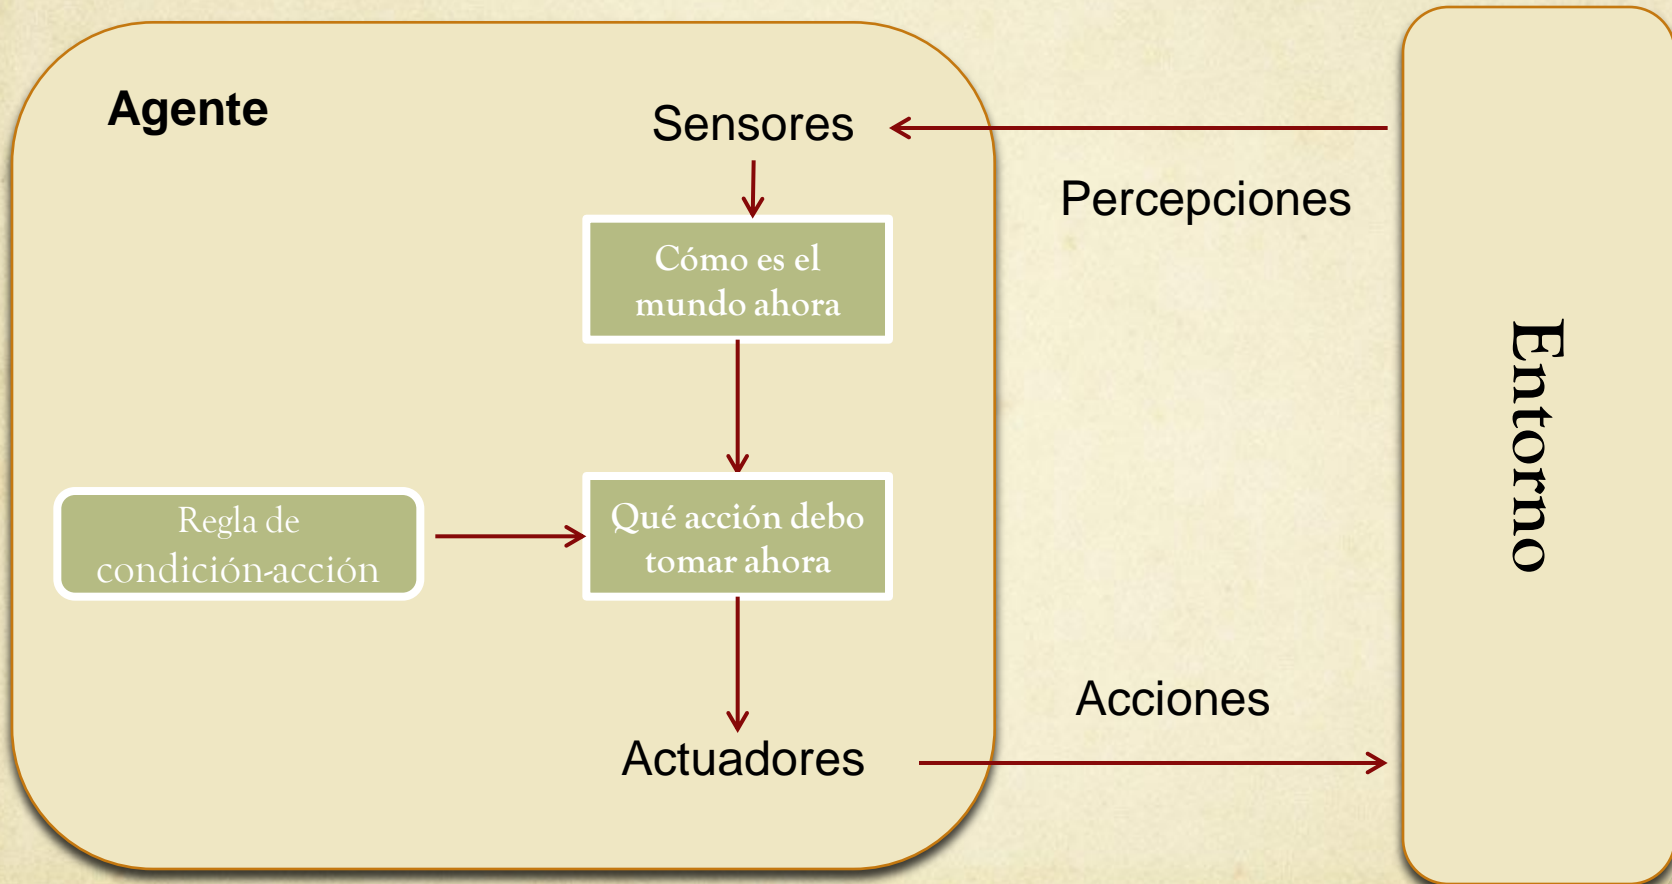 Agente
Sensores
Percepciones
Cómo es el
mundo ahora
Entorno
Regla de
condición-acción
Qué acción debo
tomar ahora
Acciones
Actuadores